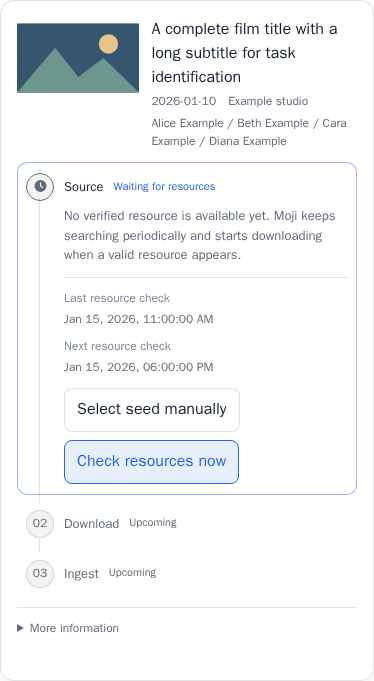 A complete film title with a
long subtitle for task
identification
2026-01-10 Example studio
Alice Example / Beth Example / Cara
Example / Diana Example
Source Waiting for resources
No verified resource is available yet. Moji keeps
searching periodically and starts downloading
when a valid resource appears.
Last resource check
Jan 15, 2026, 11:00:00 AM
Next resource check
Jan 15, 2026, 06:00:00 PM
Select seed manually
Check resources now
02 Download Upcoming
03 Ingest Upcoming
More information